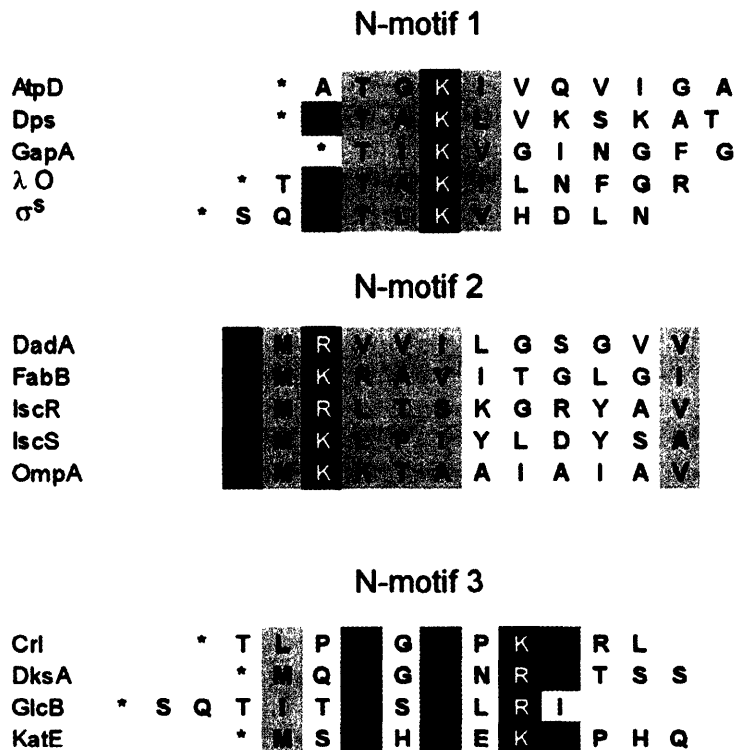 N-motif 1
AtpD * A T G K I V Q V I G A
Dps * T A K L V K S K A T
GapA * T I K V G I N G F G
λ O * T T A K L N F G R
σS * S Q T L K V H D L N
N-motif 2
DadA M R V V I L G S G V V
FabB M K R A V I T G L G I
IscR M R L T S K G R Y A V
IscS M K P I Y L D Y S A
OmpA M K K T A A I A I A V
N-motif 3
Crl * T L P G P K R L
DksA * M Q G N R T S S
GlcB * S Q T I T S L R I
KatE * M S H E K P H Q